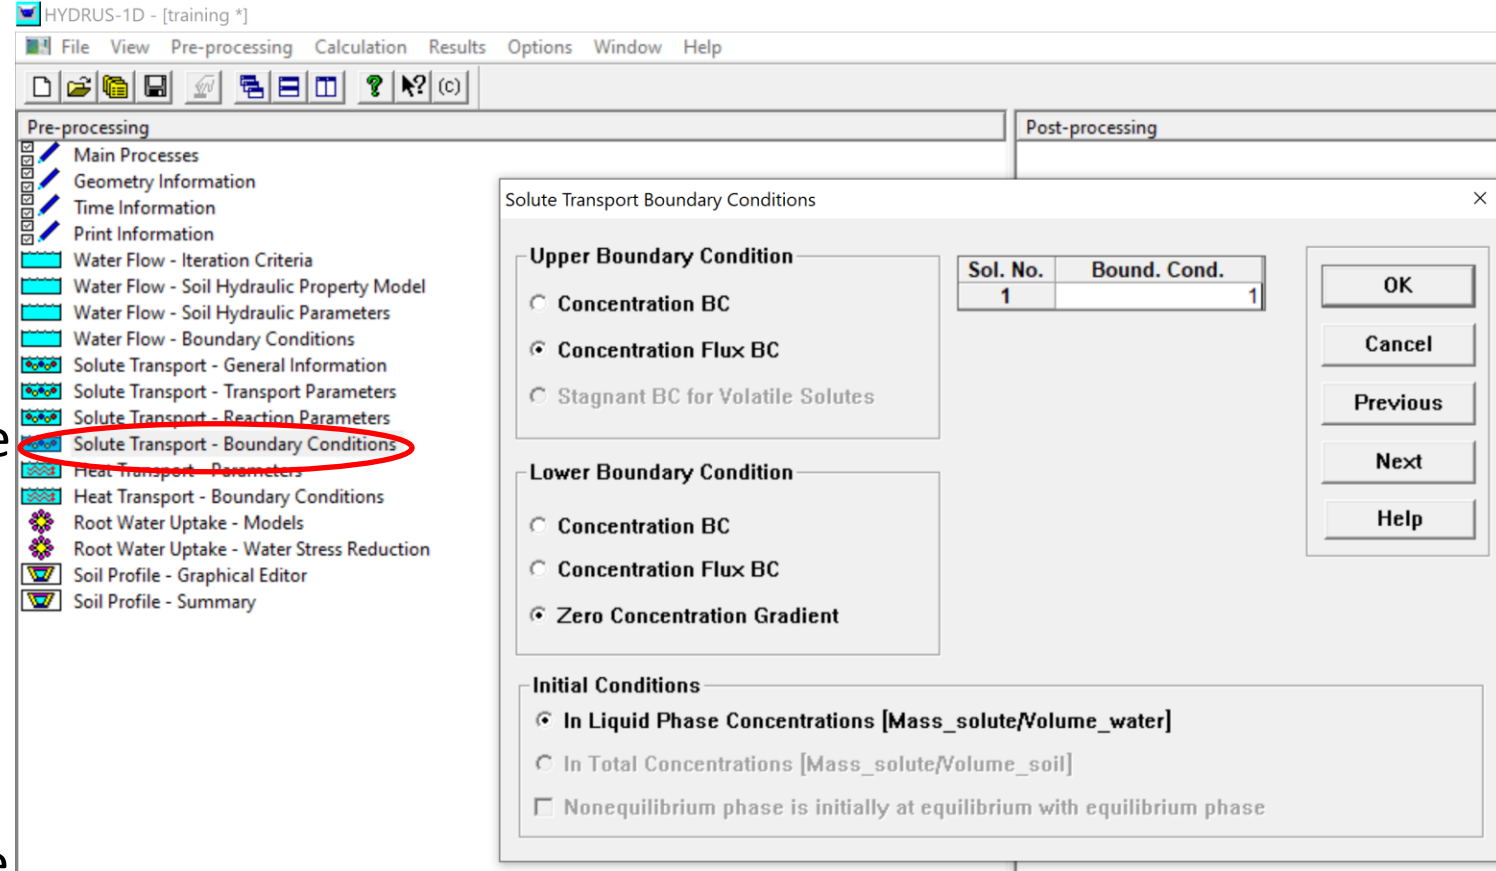 HYDRUS-1D - [training *]
File View Pre-processing Calculation Results Options Window Help
(c)
Pre-processing
Post-processing
Main Processes
Geometry Information
Time Information
Print Information
Water Flow - Iteration Criteria
Water Flow - Soil Hydraulic Property Model
Water Flow - Soil Hydraulic Parameters
Water Flow - Boundary Conditions
Solute Transport - General Information
Solute Transport - Transport Parameters
Solute Transport - Reaction Parameters
e
Solute Transport - Boundary Conditions
Heat Transport - Parameters
Heat Transport - Boundary Conditions
Root Water Uptake - Models
Root Water Uptake - Water Stress Reduction
Soil Profile - Graphical Editor
Soil Profile - Summary
e
Solute Transport Boundary Conditions
Upper Boundary Condition
Concentration BC
Concentration Flux BC
Stagnant BC for Volatile Solutes
Sol. No. Bound. Cond.
1 1
Lower Boundary Condition
Concentration BC
Concentration Flux BC
Zero Concentration Gradient
Initial Conditions
In Liquid Phase Concentrations [Mass_solute/Volume_water]
In Total Concentrations [Mass_solute/Volume_soil]
Nonequilibrium phase is initially at equilibrium with equilibrium phase
OK
Cancel
Previous
Next
Help